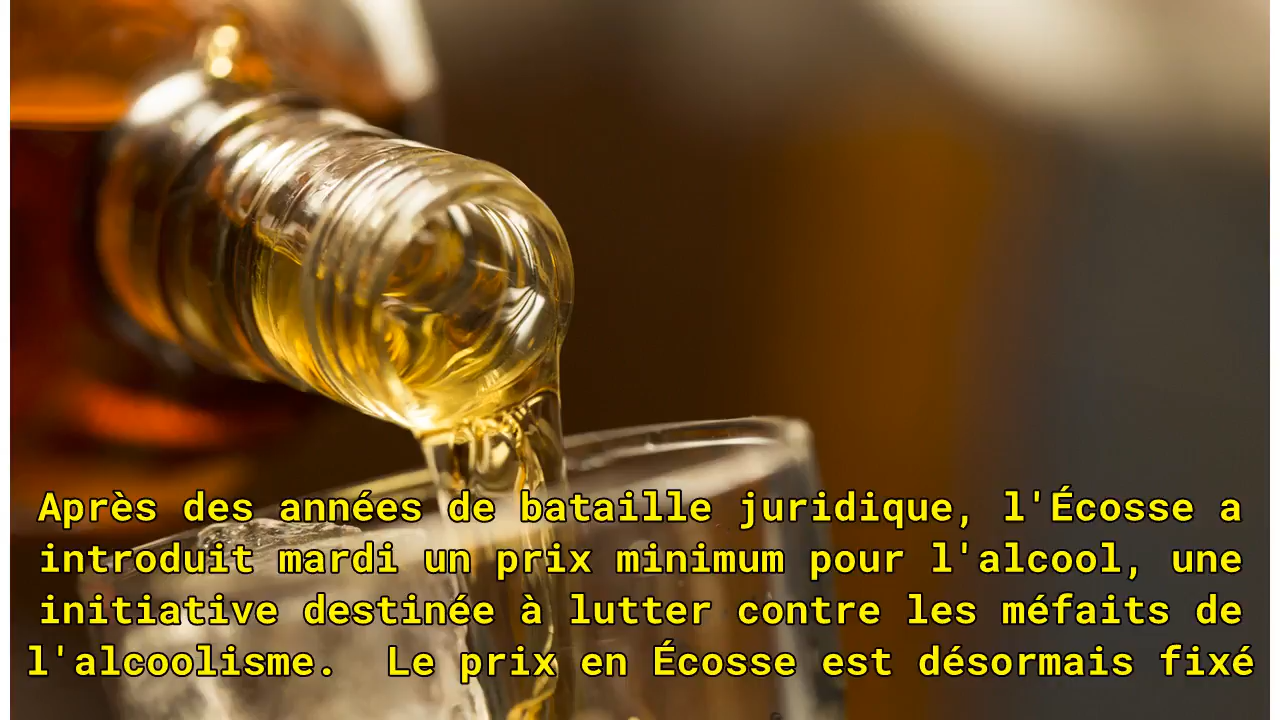 Après des années de bataille juridique, l'Écosse a
introduit mardi un prix minimum pour l'alcool, une
initiative destinée à lutter contre les méfaits de
l'alcoolisme.  Le prix en Écosse est désormais fixé